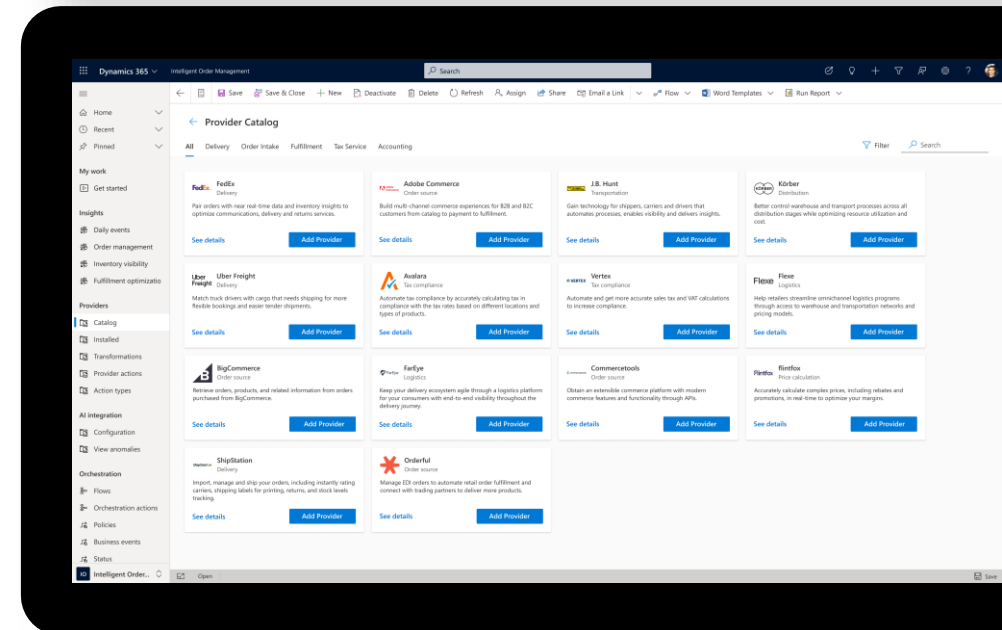 Dynamics 365
Intelligent Order Management
Search
Save
Save & Close
New
Deactivate
Delete
Refresh
Assign
Share
Email a Link
Flow
Word Templates
Run Report
Home
Recent
Pinned
My work
Get started
Insights
Daily events
Order management
Inventory visibility
Fulfillment optimizatio
Providers
Catalog
Installed
Transformations
Provider actions
Action types
AI integration
Configuration
View anomalies
Orchestration
Flows
Orchestration actions
Policies
Business events
Status
IO Intelligent Order...
Provider Catalog
All Delivery Order Intake Fulfillment Tax Service Accounting
Filter
Search
FedEx
FedEx
Delivery
Pair orders with near real-time data and inventory insights to
optimize communications, delivery and returns services.
See details
Add Provider
Adobe Commerce
Order source
Build multi-channel commerce experiences for B2B and B2C
customers from catalog to payment to fulfillment.
See details
Add Provider
J.B. Hunt
Transportation
Gain technology for shippers, carriers and drivers that
automates processes, enables visibility and delivers insights.
See details
Add Provider
KÖRBER
Körber
Distribution
Better control warehouse and transport processes across all
distribution stages while optimizing resource utilization and
cost.
See details
Add Provider
Uber
Freight
Uber Freight
Delivery
Match truck drivers with cargo that needs shipping for more
flexible bookings and easier tender shipments.
See details
Add Provider
Avalara
Tax compliance
Automate tax compliance by accurately calculating tax in
compliance with the tax rates based on different locations and
types of products.
See details
Add Provider
VERTEX
Vertex
Tax compliance
Automate and get more accurate sales tax and VAT calculations
to increase compliance.
See details
Add Provider
Flexe
Flexe
Logistics
Help retailers streamline omnichannel logistics programs
through access to warehouse and transportation networks and
pricing models.
See details
Add Provider
B
BigCommerce
Order source
Retrieve orders, products, and related information from orders
purchased from BigCommerce.
See details
Add Provider
FarEye
FarEye
Logistics
Keep your delivery ecosystem agile through a logistics platform
for your consumers with end-to-end visibility throughout the
delivery journey.
See details
Add Provider
Commercetools
Order source
Obtain an extensible commerce platform with modern
commerce features and functionality through APIs.
See details
Add Provider
flintfox
flintfox
Price calculation
Accurately calculate complex prices, including rebates and
promotions, in real-time to optimize your margins.
See details
Add Provider
ShipStation
ShipStation
Delivery
Import, manage and ship your orders, including instantly rating
carriers, shipping labels for printing, returns, and stock levels
tracking.
See details
Add Provider
Orderful
Order source
Manage EDI orders to automate retail order fulfillment and
connect with trading partners to deliver more products.
See details
Add Provider
Open
Save